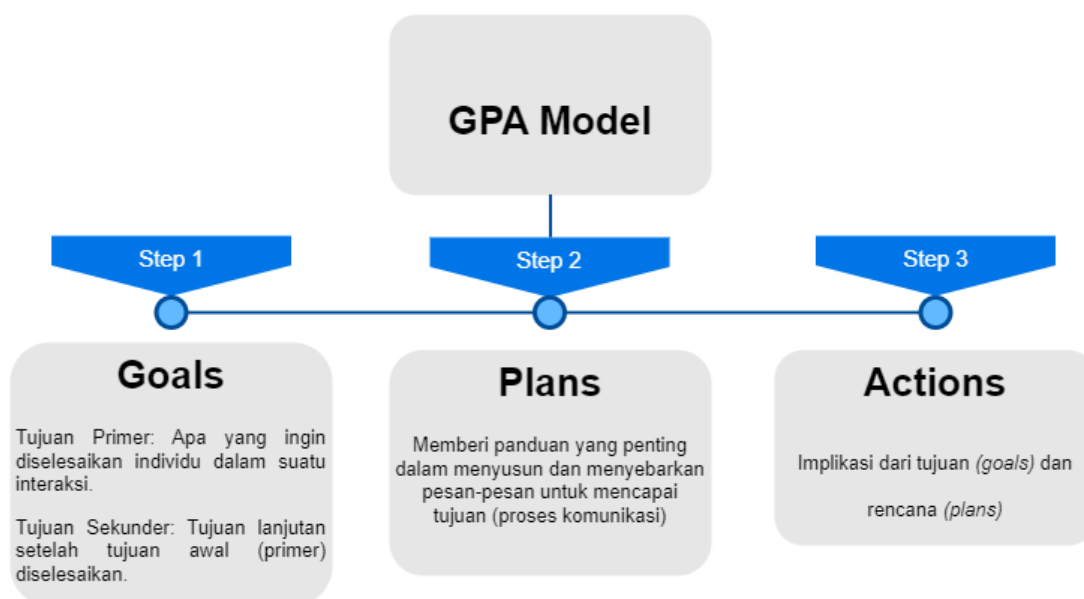 GPA Model
Step 1
Step 2
Step 3
Goals
Tujuan Primer: Apa yang ingin
diselesaikan individu dalam suatu
interaksi.
Tujuan Sekunder: Tujuan lanjutan
setelah tujuan awal (primer)
diselesaikan.
Plans
Memberi panduan yang penting
dalam menyusun dan menyebarkan
pesan-pesan untuk mencapai
tujuan (proses komunikasi)
Actions
Implikasi dari tujuan (goals) dan
rencana (plans)